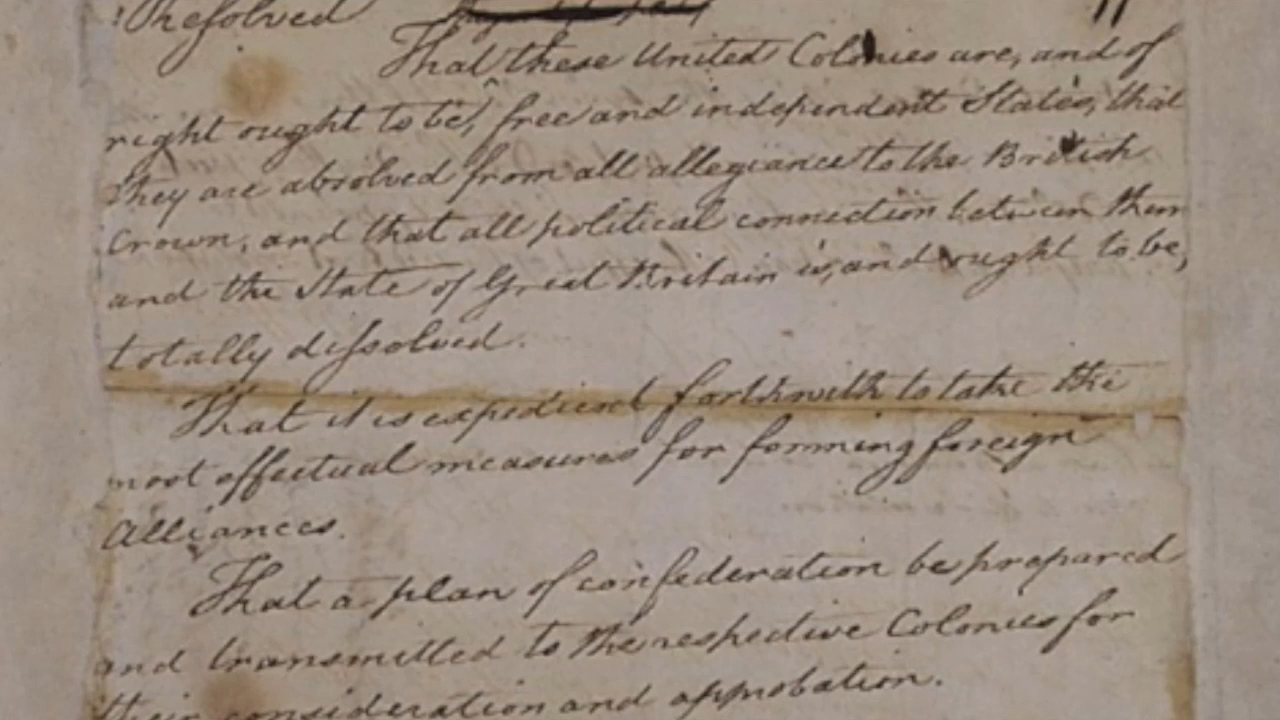 Resolved
That these United Colonies are, and of
right ought to be, free and independent States, that
they are absolved from all allegiance to the British
crown, and that all political connection between them
and the State of Great Britain is, and ought to be,
totally dissolved.
That it is expedient forthwith to take the
most effectual measures for forming foreign
Alliances.
That a plan of confederation be prepared
and transmitted to the respective Colonies for
their consideration and approbation.